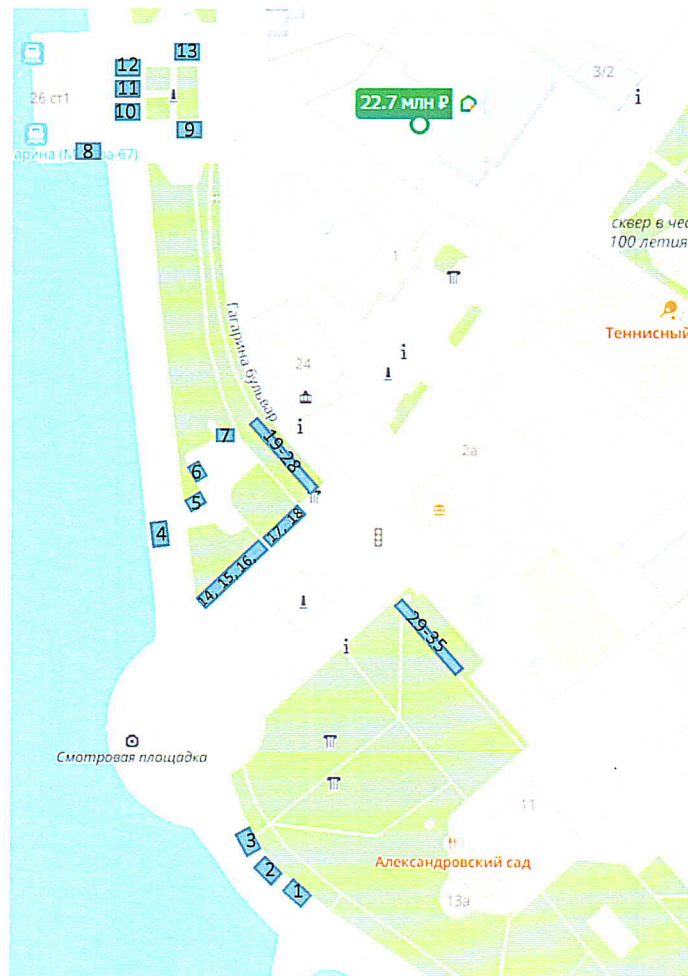 13
12
11
10
26 ст1
9
8
гарина (Москва-67)
22.7 млн ₽
3/2
i
сквер в чес
100 летия
1
Теннисный
Гагарина бульвар
24
i
i
7
19-28
2а
6
5
4
17, 18
14, 15, 16,
29-35
i
Смотровая площадка
11
3
Александровский сад
2
1
13а